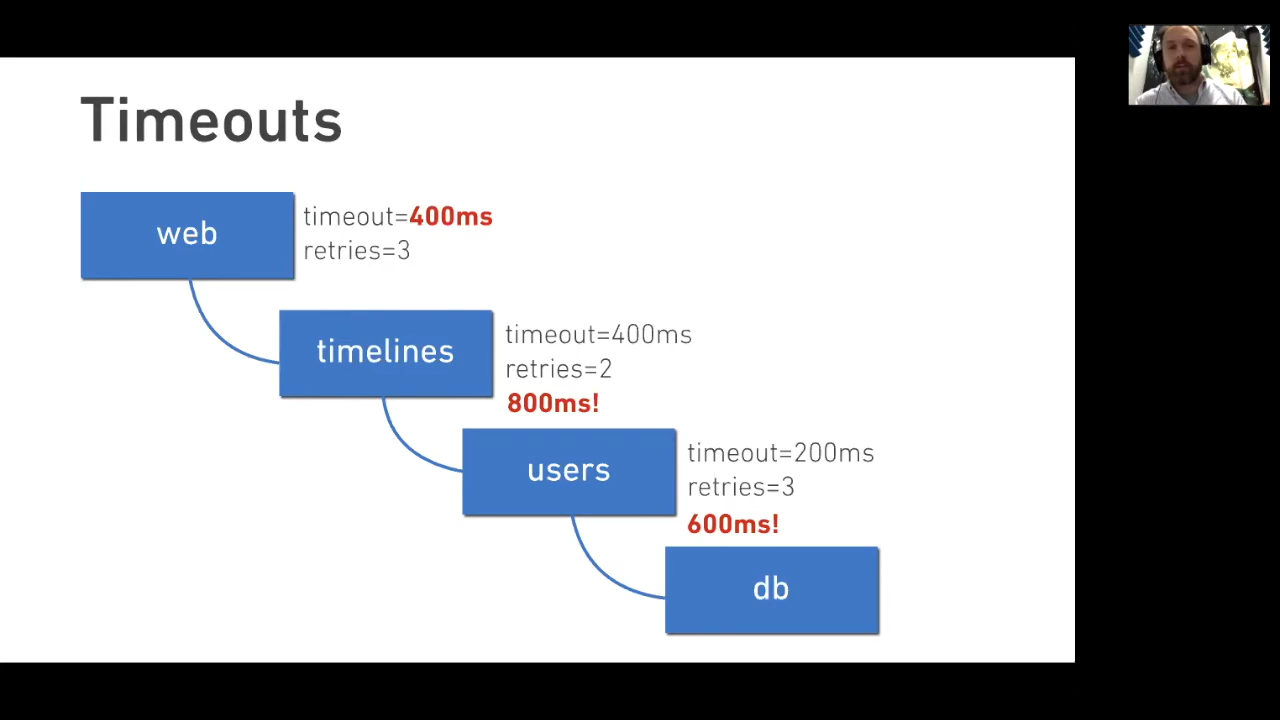 Timeouts
web
timeout=400ms
retries=3
timelines
timeout=400ms
retries=2
800ms!
users
timeout=200ms
retries=3
600ms!
db